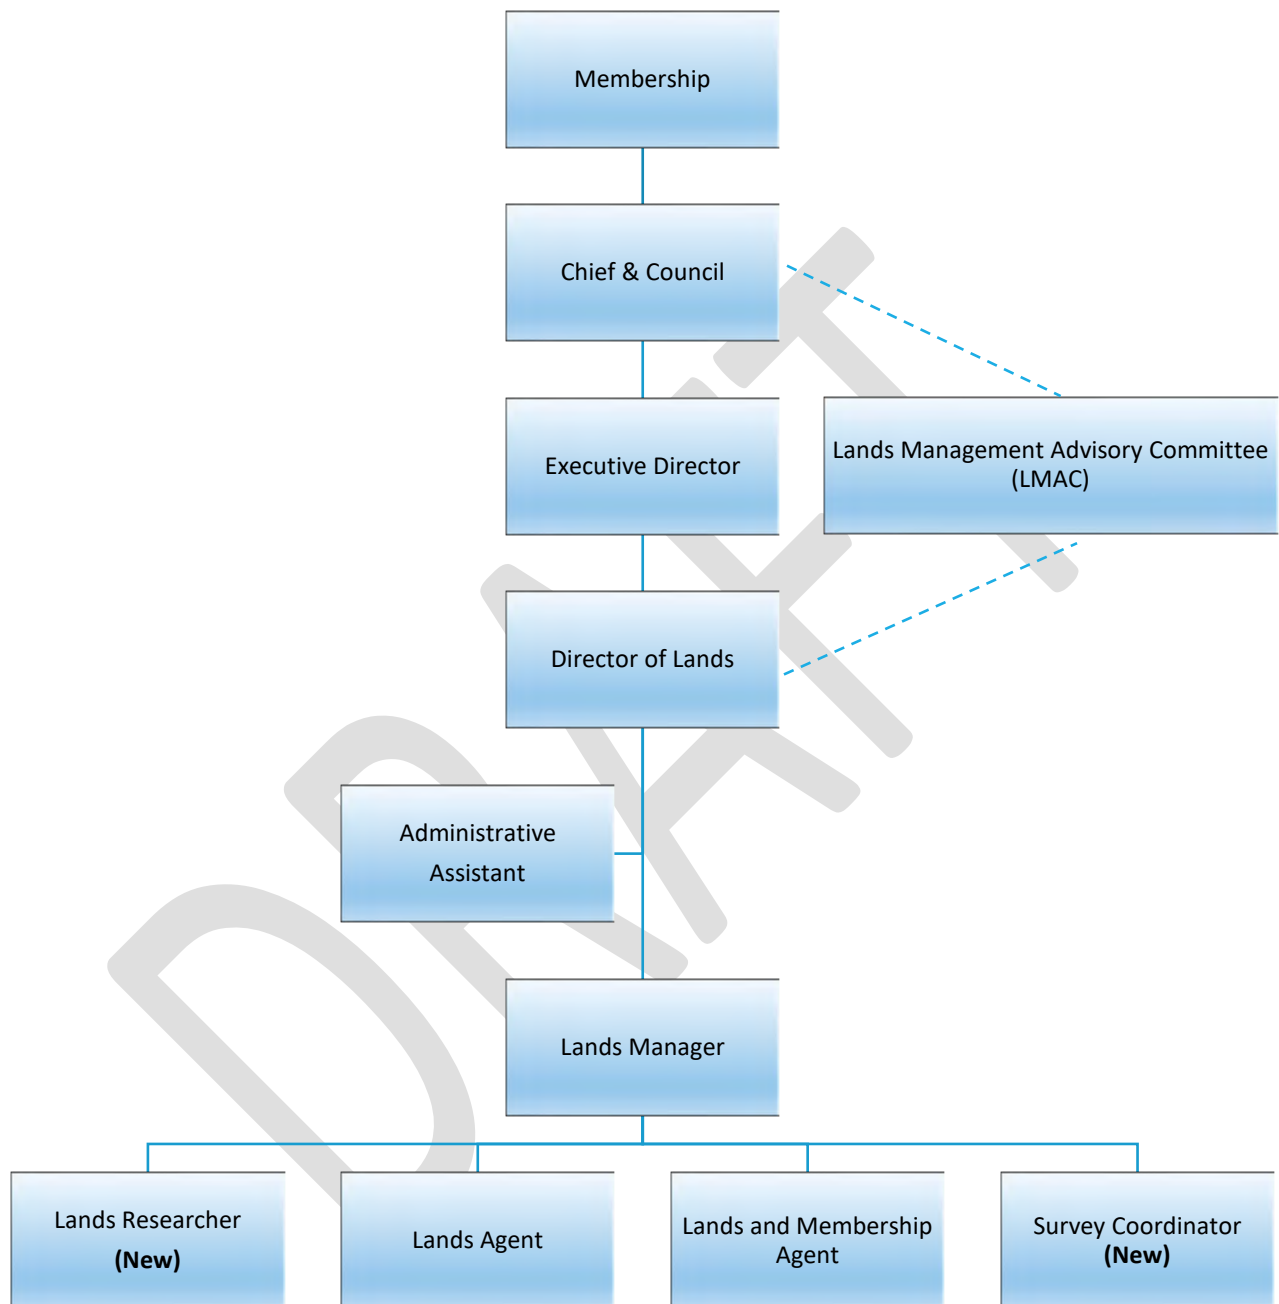 Membership
Chief & Council
Executive Director
Lands Management Advisory Committee
(LMAC)
Director of Lands
Administrative
Assistant
Lands Manager
Lands Researcher
(New)
Lands Agent
Lands and Membership
Agent
Survey Coordinator
(New)
DRAFT